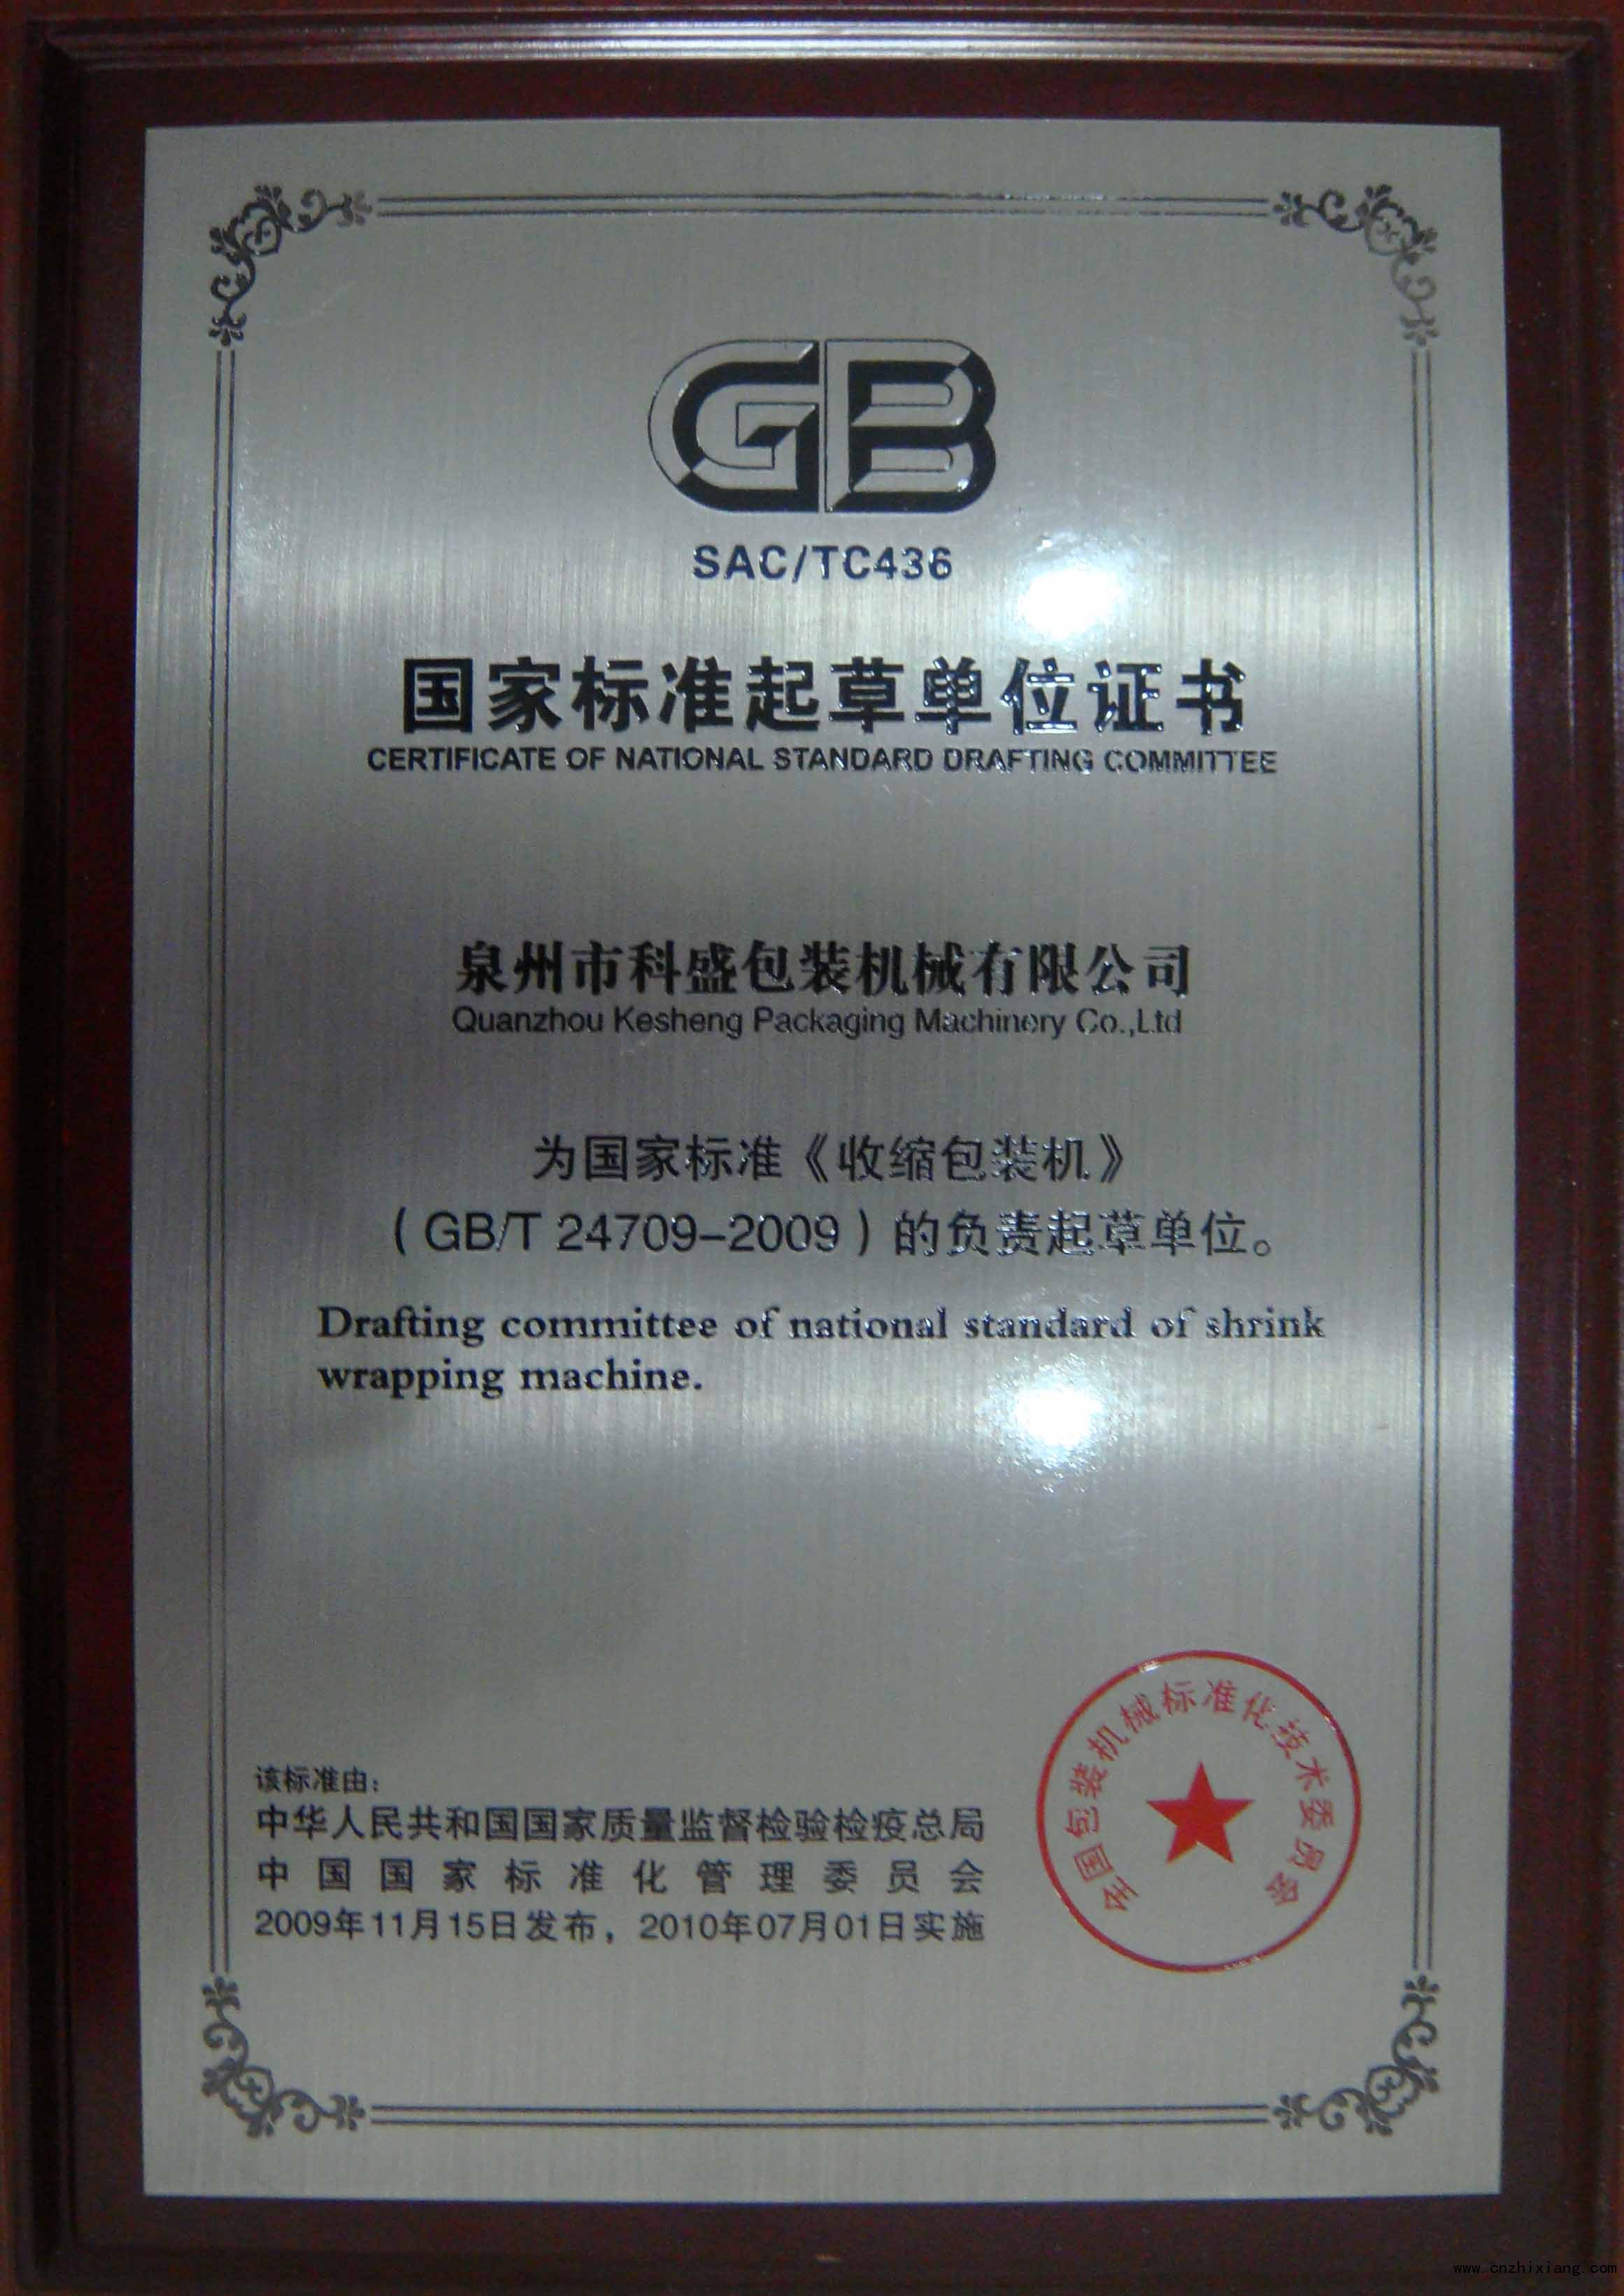 GB
SAC/TC436
国家标准起草单位证书
CERTIFICATE OF NATIONAL STANDARD DRAFTING COMMITTEE
泉州市科盛包装机械有限公司
Quanzhou Kesheng Packaging Machinery Co.,Ltd
为国家标准《收缩包装机》
（GB/T 24709-2009）的负责起草单位。
Drafting committee of national standard of shrink
wrapping machine.
该标准由：
中华人民共和国国家质量监督检验检疫总局
中国国家标准化管理委员会
2009年11月15日发布，2010年07月01日实施
全国包装机械标准化技术委员会
www.cnzhixiang.com